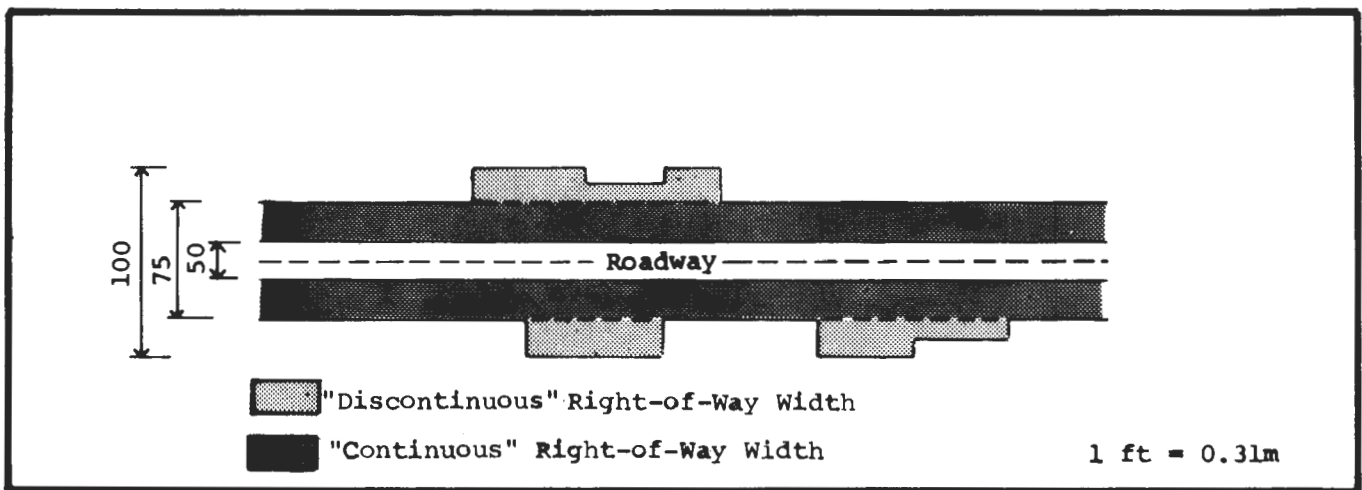 100
75
50
Roadway
"Discontinuous" Right-of-Way Width
"Continuous" Right-of-Way Width
1 ft = 0.31m